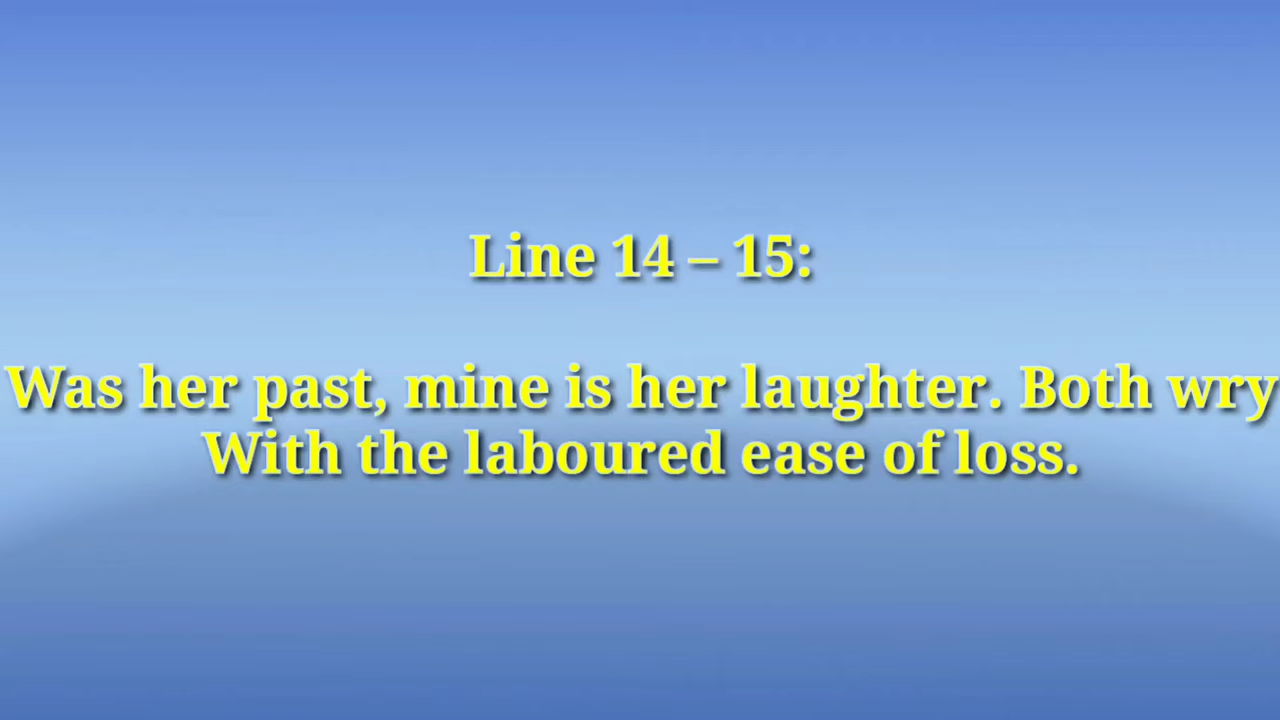 Line 14 – 15:
Was her past, mine is her laughter. Both wry
With the laboured ease of loss.